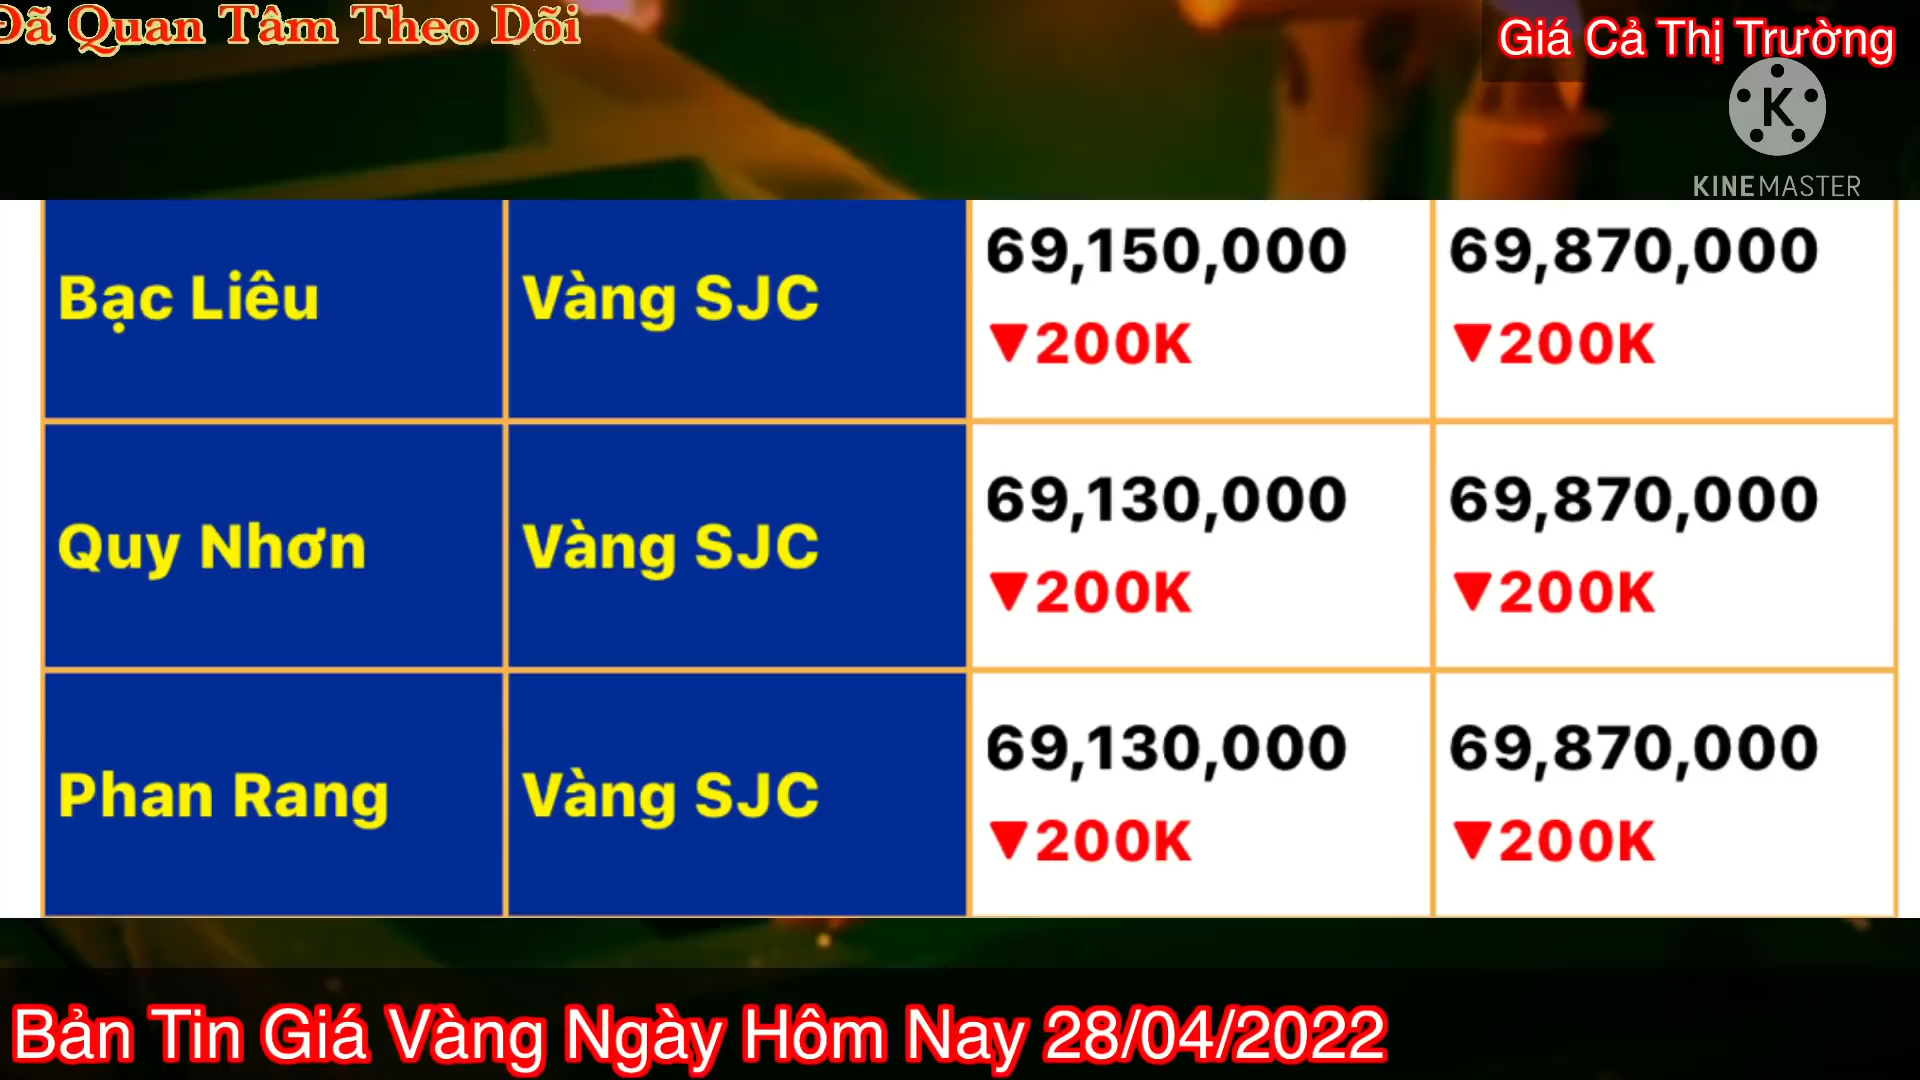 Đã Quan Tâm Theo Dõi
Giá Cả Thị Trường
K
KINEMASTER
Bạc Liêu
Vàng SJC
69,150,000
69,870,000
▼200K
▼200K
Quy Nhơn
Vàng SJC
69,130,000
69,870,000
▼200K
▼200K
Phan Rang
Vàng SJC
69,130,000
69,870,000
▼200K
▼200K
Bản Tin Giá Vàng Ngày Hôm Nay 28/04/2022